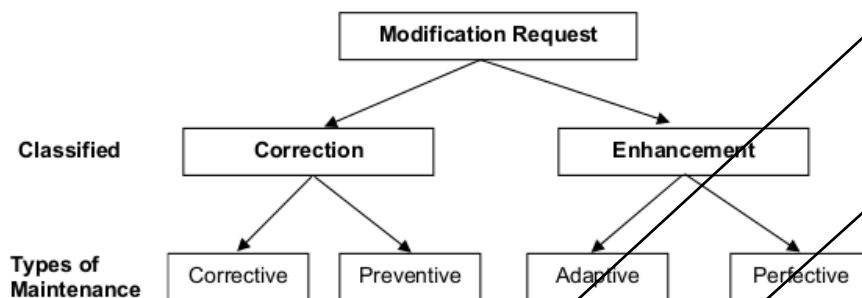 Modification Request
Classified
Correction
Enhancement
Types of
Maintenance
Corrective
Preventive
Adaptive
Perfective